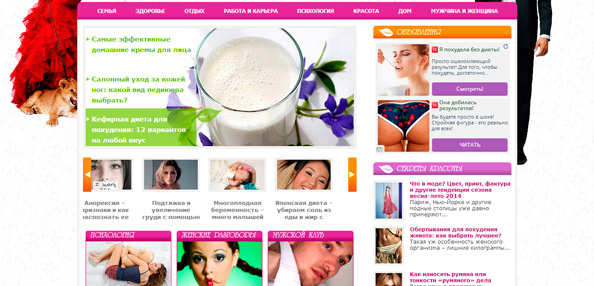 СЕМЬЯ ЗДОРОВЬЕ ОТДЫХ РАБОТА И КАРЬЕРА ПСИХОЛОГИЯ КРАСОТА ДОМ МУЖЧИНА И ЖЕНЩИНА
Самые эффективные
домашние кремы для лица
Салонный уход за кожей
ног: какой вид педикюра
выбрать?
Кефирная диета для
похудения: 12 вариантов
на любой вкус
Анорексия –
признаки и как
распознать ее
Подтяжка и
увеличение
груди с помощью
Многоплодная
беременность –
много малышей
Японская диета –
убираем соль из
еды и жир с
ПСИХОЛОГИЯ
ЖЕНСКИЕ РАЗГОВОРЫ
МУЖСКОЙ КЛУБ
ОБЪЯВЛЕНИЯ
Я похудела без диеты!
Просто ошеломляющий
результат! Для того, чтобы
похудеть, достаточно...
Смотреть!
Она добилась
результатов!
Вы будете просто в шоке!
Стройная фигура - это реально
для всех!
ЧИТАТЬ
СЕКРЕТЫ КРАСОТЫ
Что в моде? Цвет, принт, фактура
и другие тенденции сезона
весна-лето 2014
Париж, Нью-Йорк и другие
модные столицы уже давно
примеряют...
Обертывания для похудения
живота: как выбрать лучшее?
Такая уж особенность женского
организма – лишние килограммы...
Как наносить румяна или
тонкости «румяного» дела